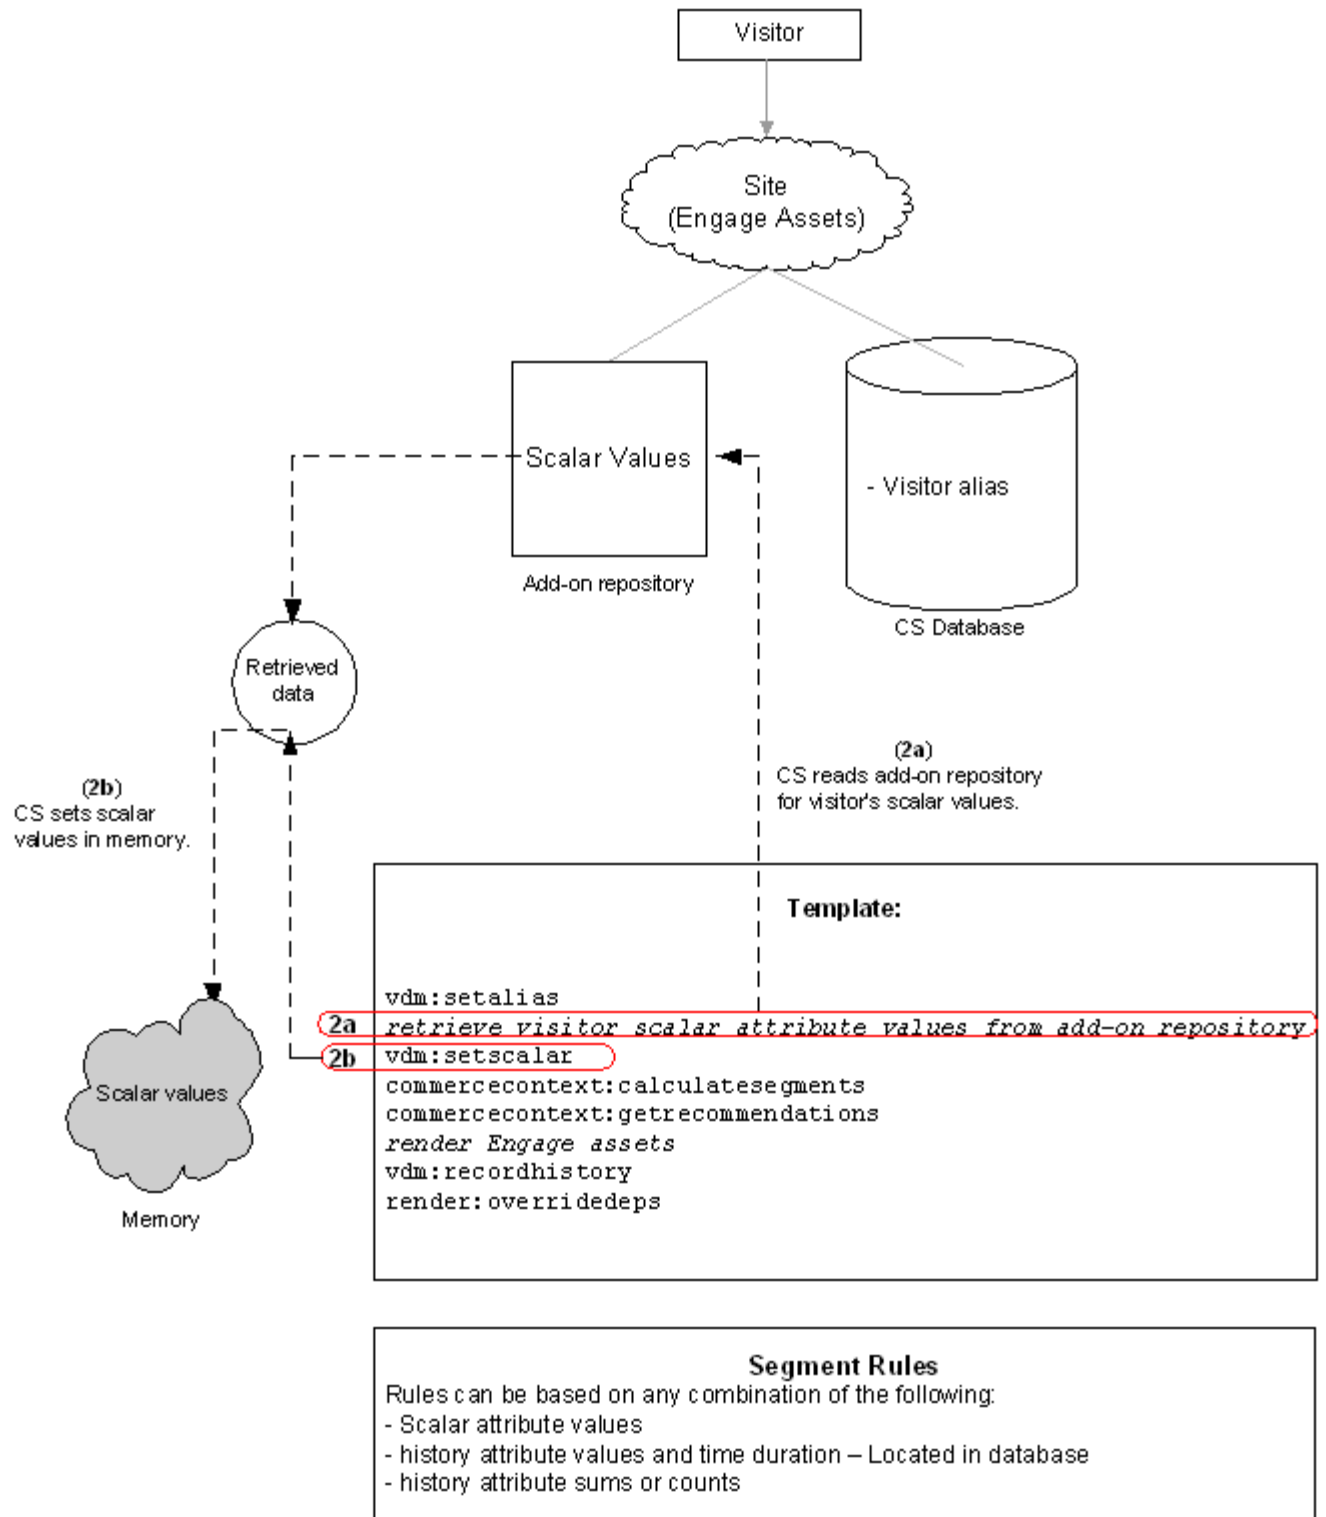 Visitor
Site
(Engage Assets)
Scalar Values
- Visitor alias
Add-on repository
CS Database
Retrieved
data
(2a)
CS reads add-on repository
for visitor's scalar values.
(2b)
CS sets scalar
values in memory.
Template:
vdm:setalias
2a retrieve visitor scalar attribute values from add-on repository
2b vdm:setscalar
commercecontext:calculatesegments
commercecontext:getrecommendations
render Engage assets
vdm:recordhistory
render:overridedeps
Scalar values
Memory
Segment Rules
Rules can be based on any combination of the following:
- Scalar attribute values
- history attribute values and time duration – Located in database
- history attribute sums or counts